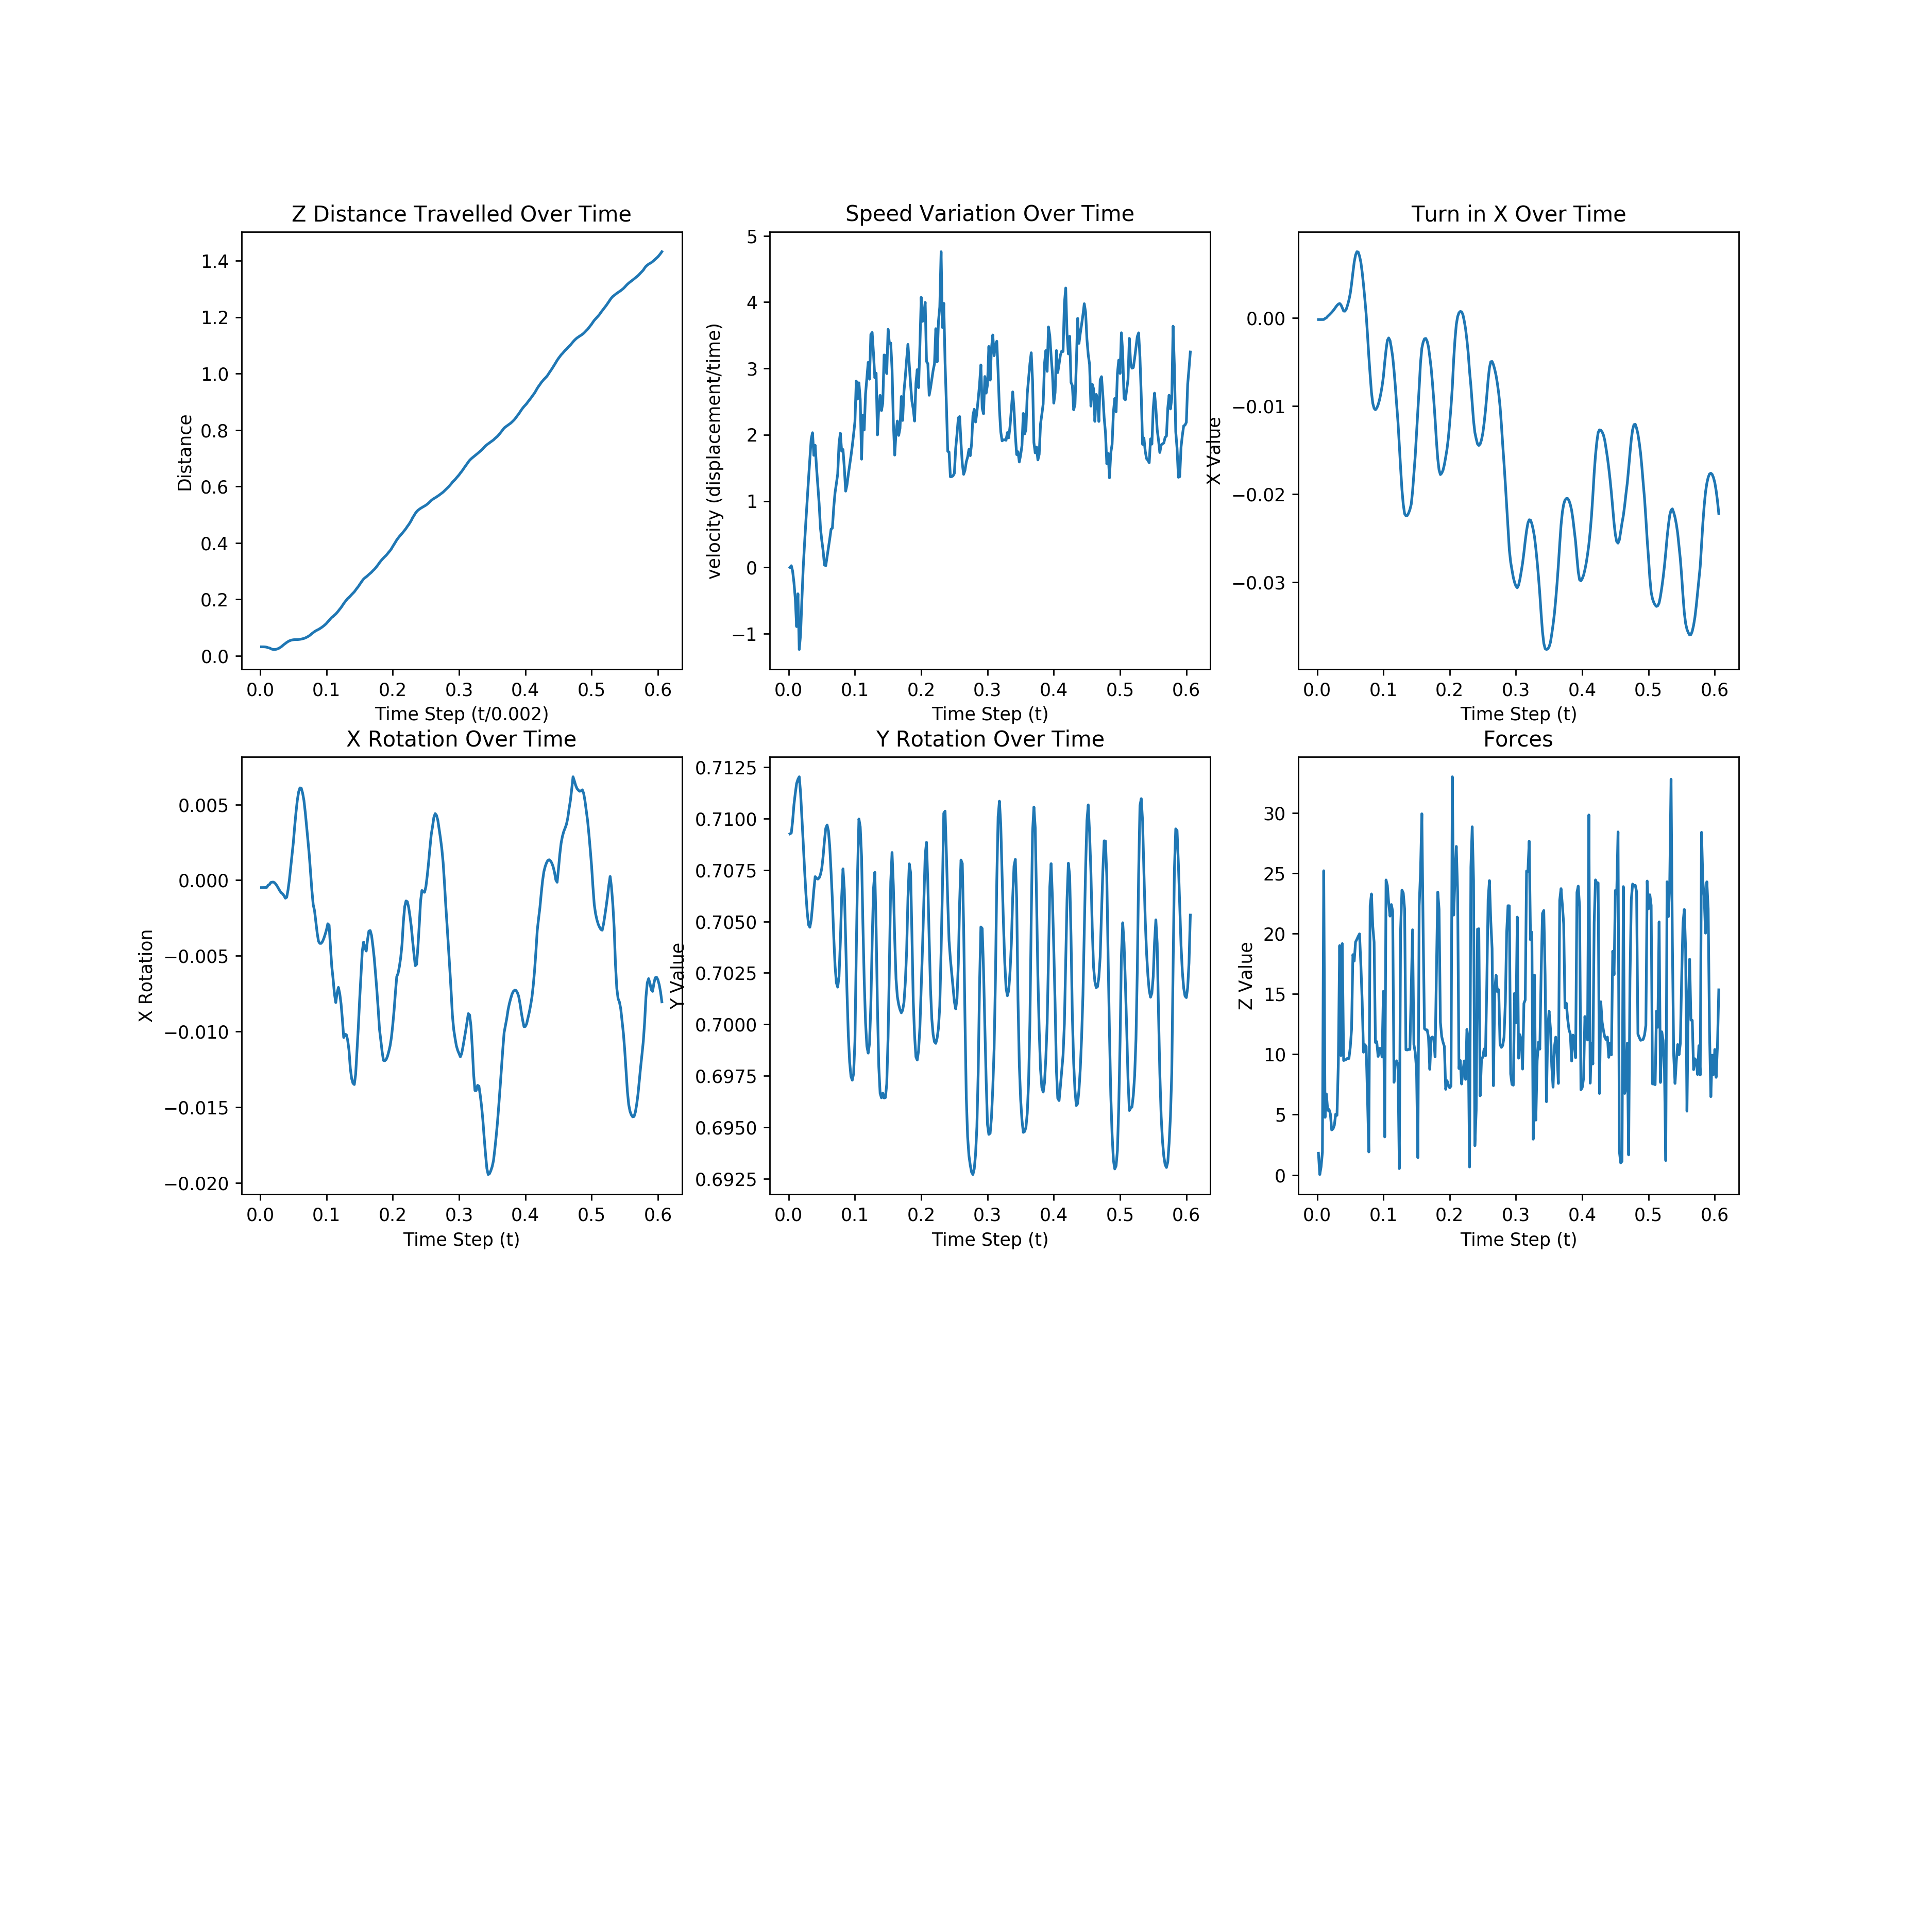 Z Distance Travelled Over Time
Distance
1.4
1.2
1.0
0.8
0.6
0.4
0.2
0.0
0.0 0.1 0.2 0.3 0.4 0.5 0.6
Time Step (t/0.002)
Speed Variation Over Time
velocity (displacement/time)
5
4
3
2
1
0
−1
0.0 0.1 0.2 0.3 0.4 0.5 0.6
Time Step (t)
Turn in X Over Time
X Value
0.00
−0.01
−0.02
−0.03
0.0 0.1 0.2 0.3 0.4 0.5 0.6
Time Step (t)
X Rotation Over Time
X Rotation
0.005
0.000
−0.005
−0.010
−0.015
−0.020
0.0 0.1 0.2 0.3 0.4 0.5 0.6
Time Step (t)
Y Rotation Over Time
Y Value
0.7125
0.7100
0.7075
0.7050
0.7025
0.7000
0.6975
0.6950
0.6925
0.0 0.1 0.2 0.3 0.4 0.5 0.6
Time Step (t)
Forces
Z Value
30
25
20
15
10
5
0
0.0 0.1 0.2 0.3 0.4 0.5 0.6
Time Step (t)